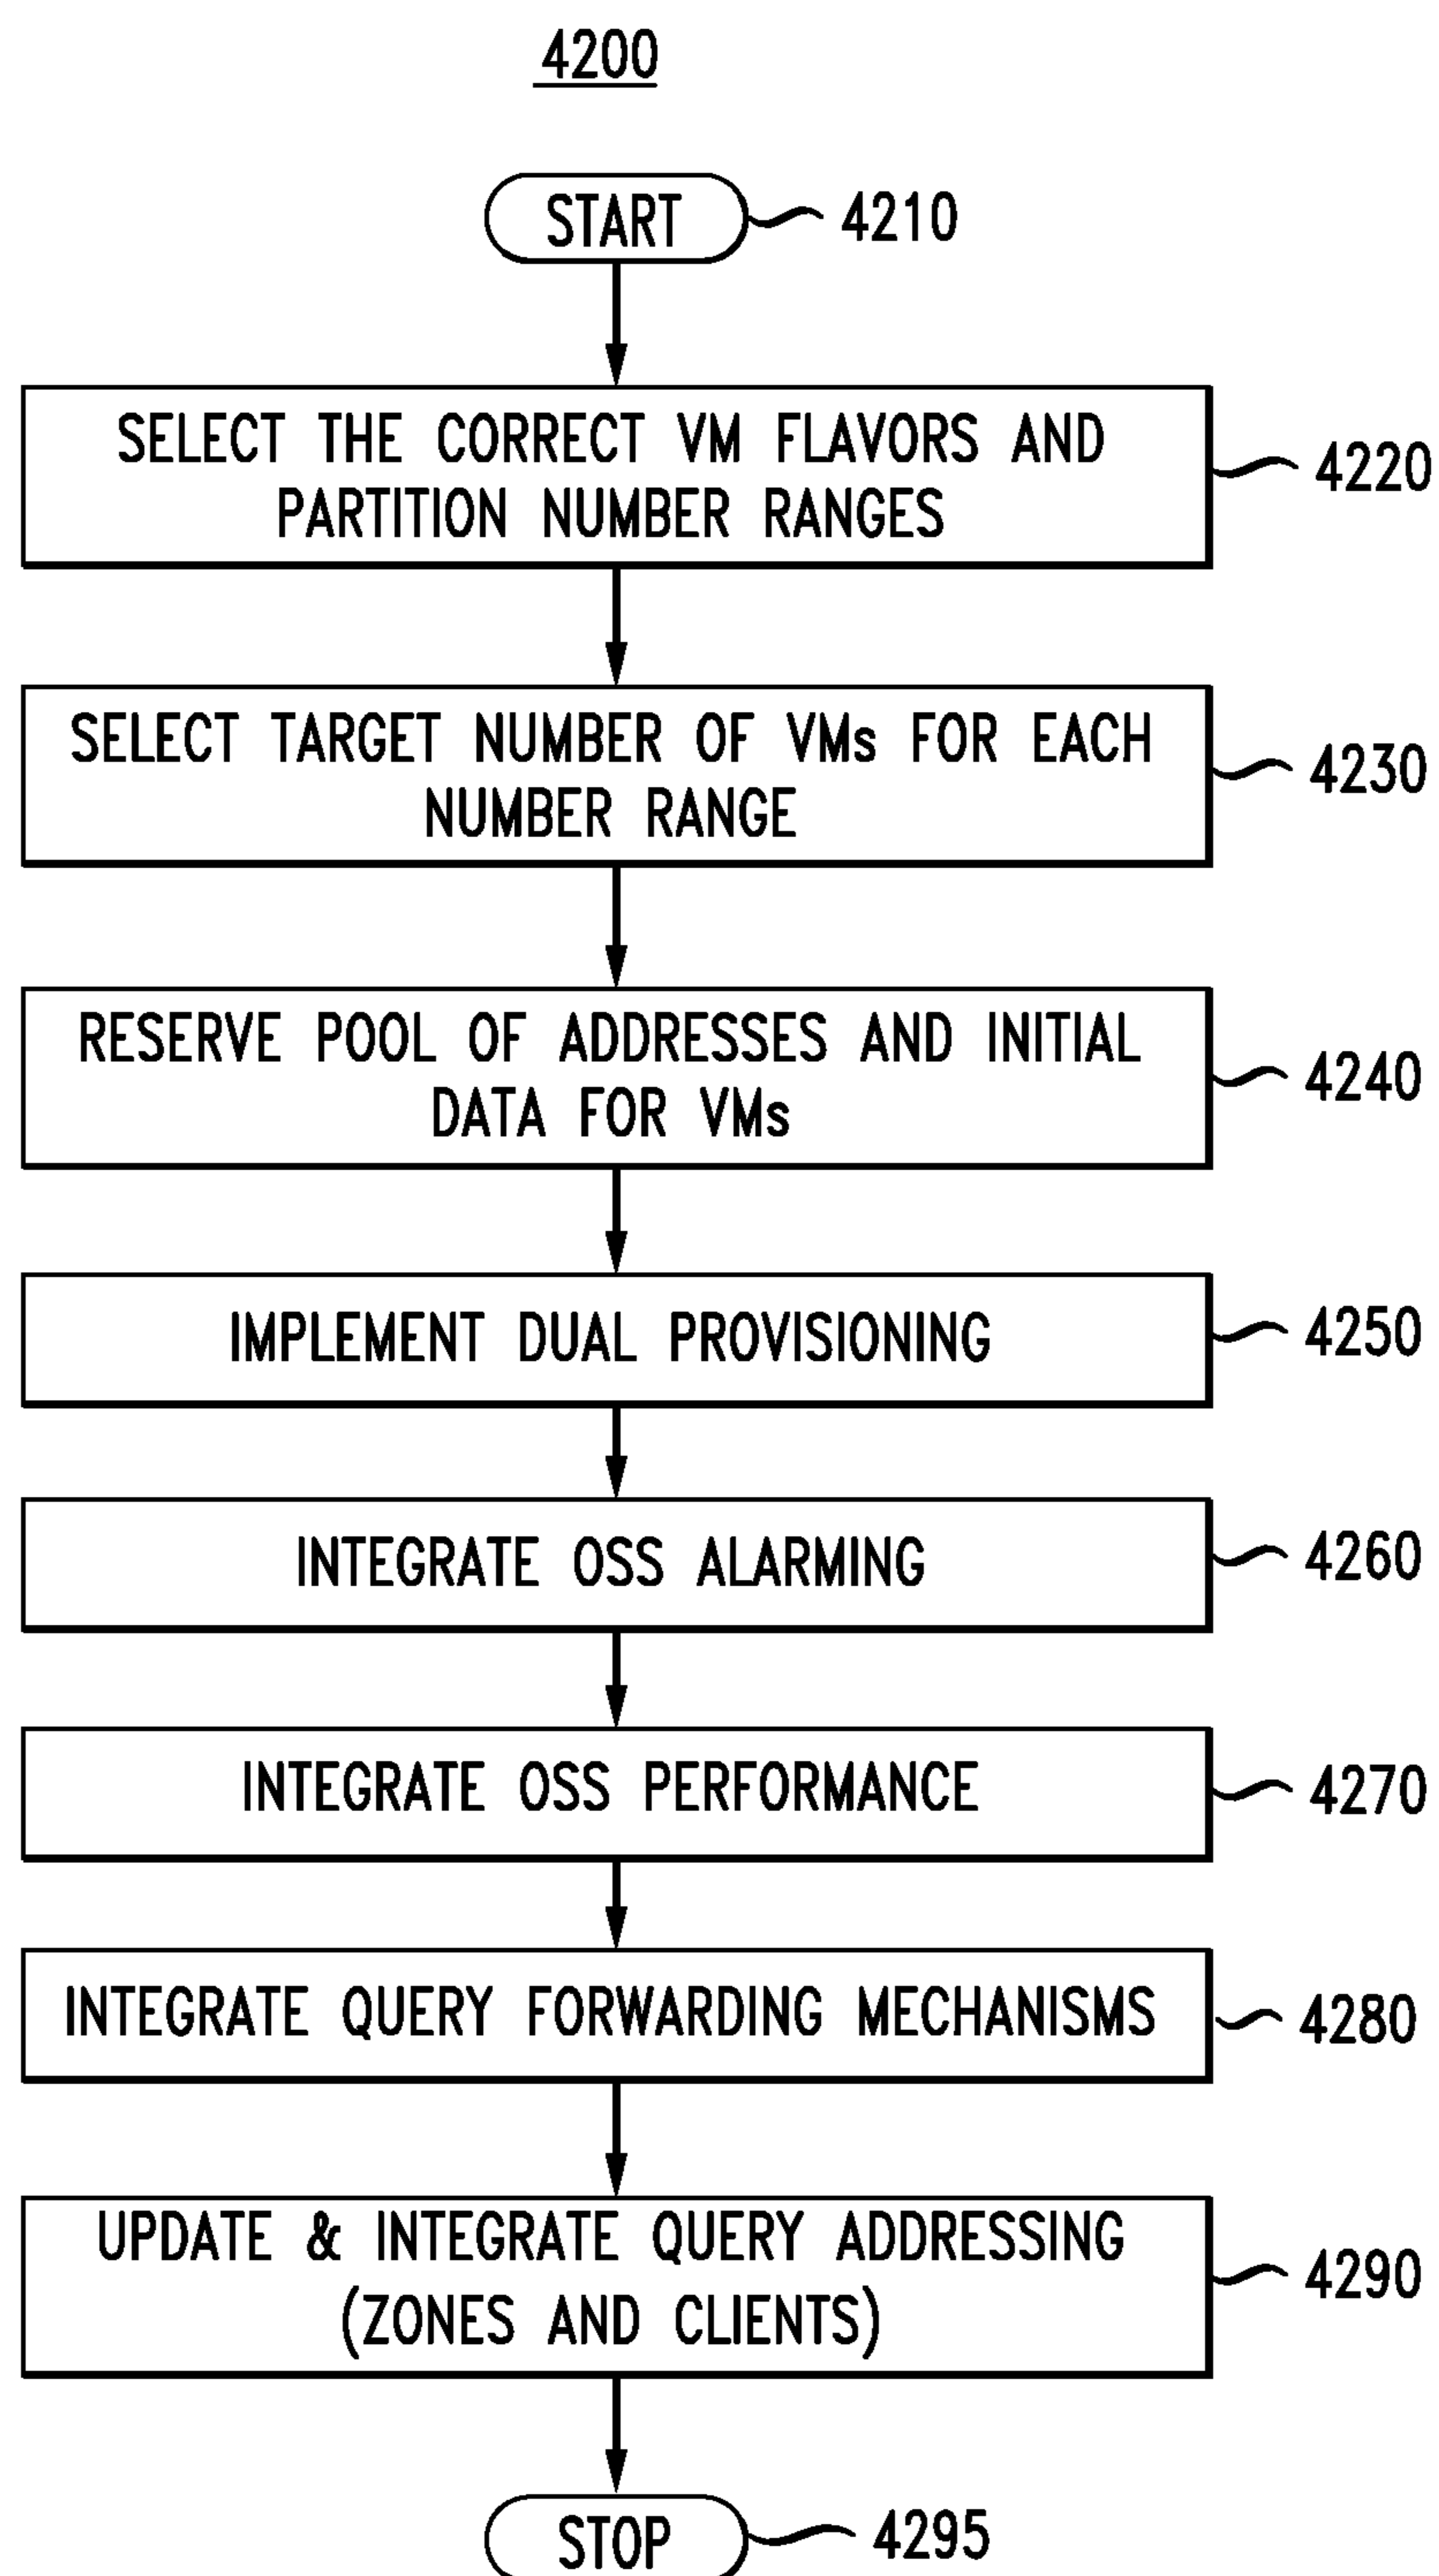 4200
START
4210
SELECT THE CORRECT VM FLAVORS AND
PARTITION NUMBER RANGES
4220
SELECT TARGET NUMBER OF VMs FOR EACH
NUMBER RANGE
4230
RESERVE POOL OF ADDRESSES AND INITIAL
DATA FOR VMs
4240
IMPLEMENT DUAL PROVISIONING
4250
INTEGRATE OSS ALARMING
4260
INTEGRATE OSS PERFORMANCE
4270
INTEGRATE QUERY FORWARDING MECHANISMS
4280
UPDATE & INTEGRATE QUERY ADDRESSING
(ZONES AND CLIENTS)
4290
STOP
4295